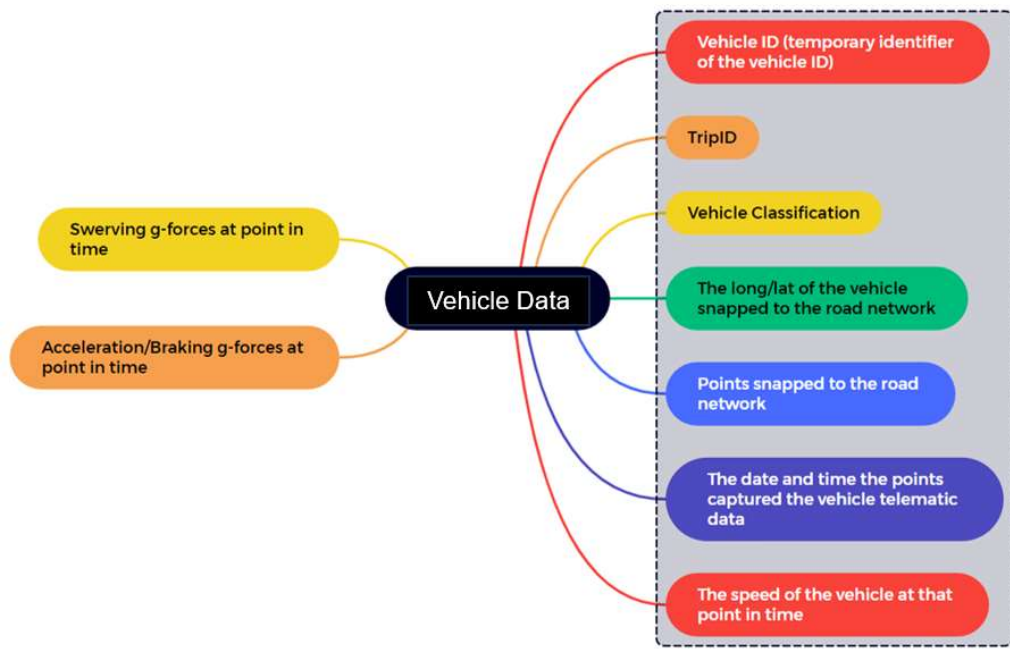 Vehicle ID (temporary identifier
of the vehicle ID)
TripID
Vehicle Classification
Swerving g-forces at point in
time
Vehicle Data
The long/lat of the vehicle
snapped to the road network
Acceleration/Braking g-forces at
point in time
Points snapped to the road
network
The date and time the points
captured the vehicle telematic
data
The speed of the vehicle at that
point in time